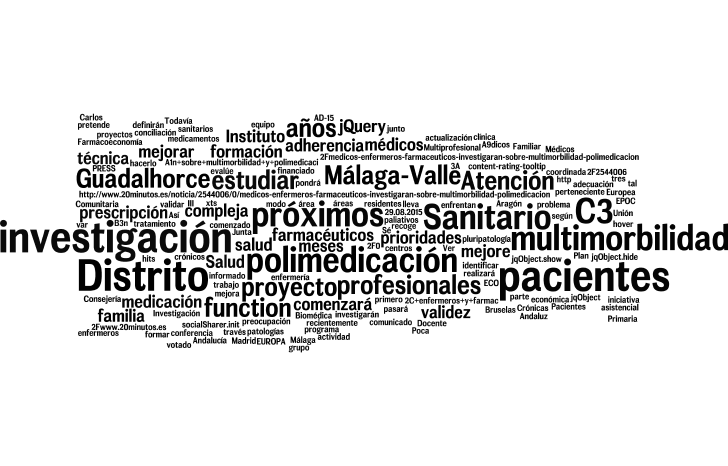 Carlos
pretende
definirán Todavía
equipo
AD-15
proyectos conciliación sanitarios
Instituto años jQuery junto
Farmacoeconomía
medicamentos
adherencia médicos
actualización clínica
Multiprofesional A9dicos Familiar Médicos
técnica mejorar formación
2Fmedicos-enfermeros-farmaceuticos-investigaran-sobre-multimorbilidad-polimedicacion
hacerlo A1n+sobre+multimorbilidad+y+polimedicaci
PRESS
evalúe
financiado
3A content-rating-tooltip
coordinada 2F2544006
Guadalhorce estudiar pondrá Málaga-Valle Atención http adecuación tres tal
perteneciente Europeo
http://www.20minutos.es/noticia/2544006/0/medicos-enfermeros-farmaceuticos-investigaran-sobre-multimorbilidad-polimedicacion
EPOC
Comunitaria validar III xts modo área áreas residentes lleva enfrentan Ver Aragón problema
prescripción Así compleja próximos 29.08.2015 paliativos Sanitario según C3 Unión
var B3n tratamiento comenzado recoge hover
investigación Junta salud farmacéuticos Se prioridades pluripatología multimorbilidad
meses 2F0 centros Ver mejore
hits crónicos Salud polimedicación jqObject.show Plan jqObject.hide
identificar
Distrito informado enfermería realizará pacientes
trabajo proyecto profesionales ECO
mejora
Consejería medicación function comenzará primero 2C+enfermeros+y+farmac parte económica jqObject iniciativa
pasará Bruselas Crónicas Pacientes asistencial
familia Investigación Biomédica investigarán validez Andaluz Primaria
2Fwww.20minutos.es socialSharer.init preocupación recientemente comunicado Docente
enfermeros formar conferencia través patologías programa Poca
votado Andalucía Madrid EUROPA Málaga actividad
grupo